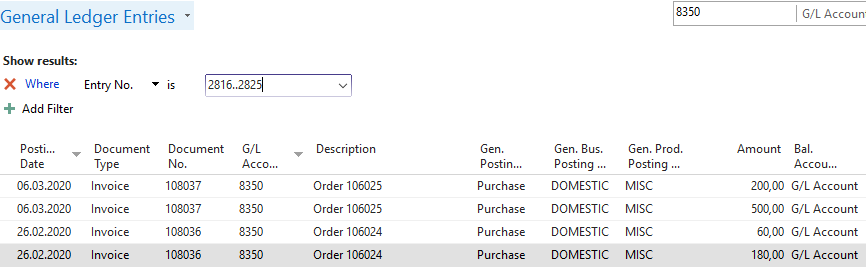 General Ledger Entries
8350 G/L Accoun
Show results:
Where Entry No. is 2816..2825
Add Filter
Posti... Document Document G/L Description Gen. Gen. Bus. Gen. Prod. Amount Bal.
Date Type No. Acco... Postin... Posting ... Posting ... Accou...
06.03.2020 Invoice 108037 8350 Order 106025 Purchase DOMESTIC MISC 200,00 G/L Account
06.03.2020 Invoice 108037 8350 Order 106025 Purchase DOMESTIC MISC 500,00 G/L Account
26.02.2020 Invoice 108036 8350 Order 106024 Purchase DOMESTIC MISC 60,00 G/L Account
26.02.2020 Invoice 108036 8350 Order 106024 Purchase DOMESTIC MISC 180,00 G/L Account